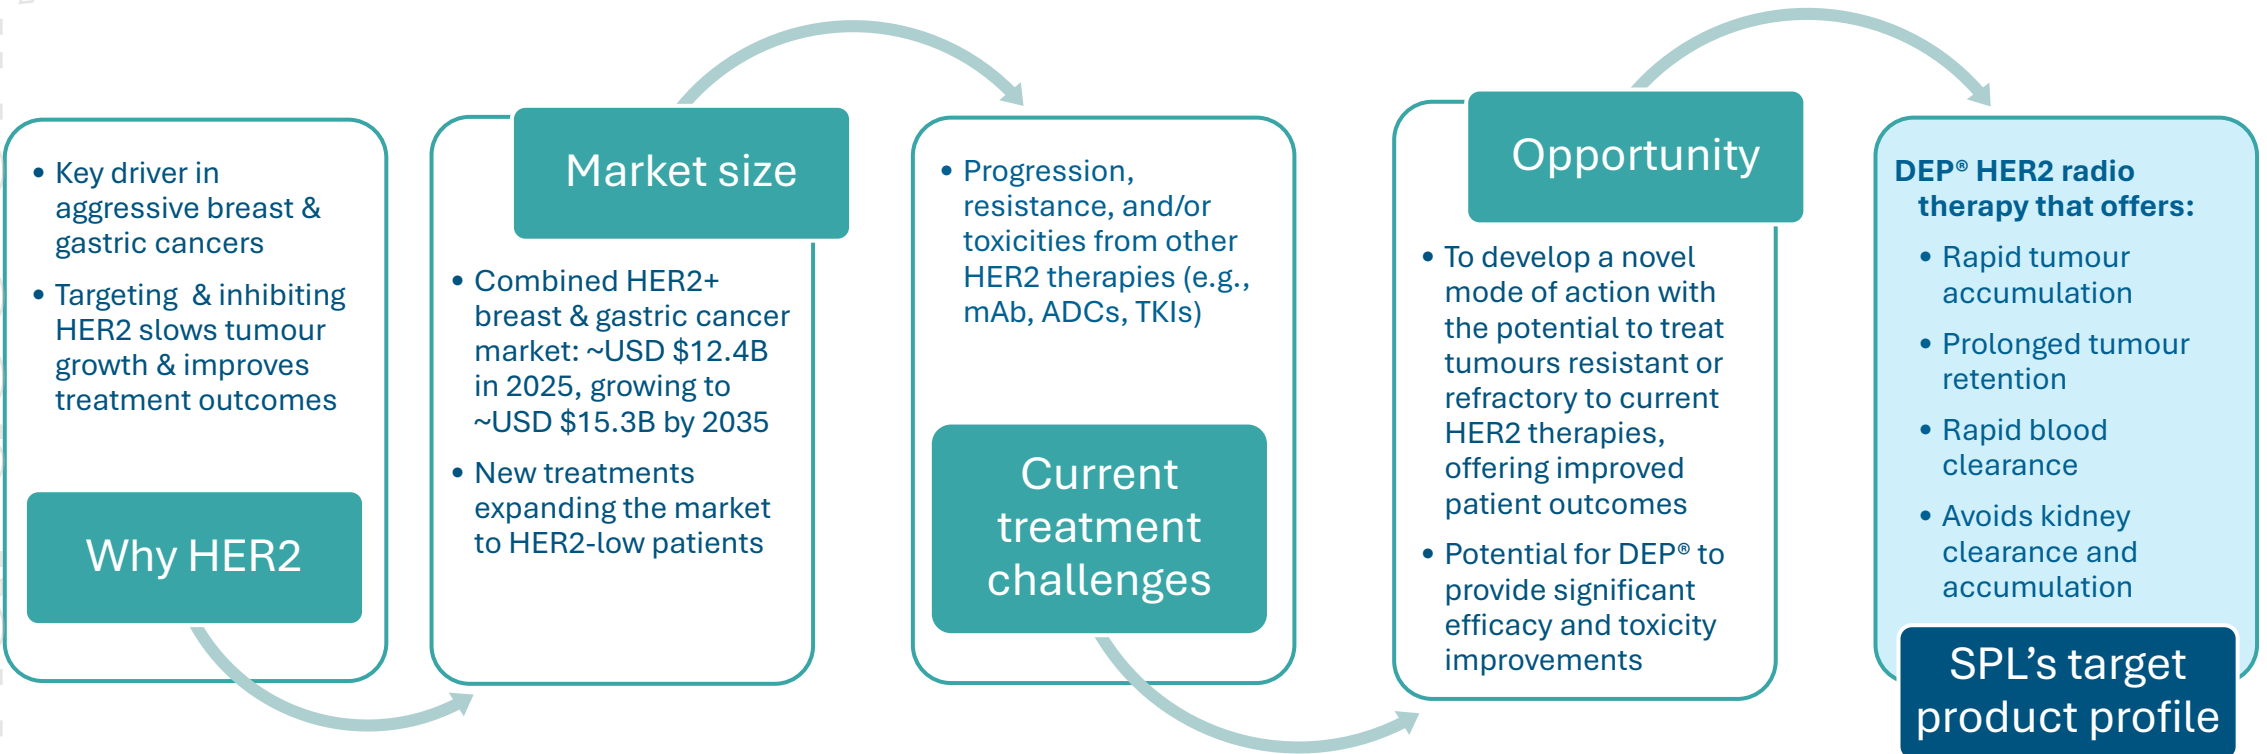 • Key driver in
aggressive breast &
gastric cancers
• Targeting & inhibiting
HER2 slows tumour
growth & improves
treatment outcomes
Why HER2
Market size
• Combined HER2+
breast & gastric cancer
market: ~USD $12.4B
in 2025, growing to
~USD $15.3B by 2035
• New treatments
expanding the market
to HER2-low patients
• Progression,
resistance, and/or
toxicities from other
HER2 therapies (e.g.,
mAb, ADCs, TKIs)
Current
treatment
challenges
Opportunity
• To develop a novel
mode of action with
the potential to treat
tumours resistant or
refractory to current
HER2 therapies,
offering improved
patient outcomes
• Potential for DEP® to
provide significant
efficacy and toxicity
improvements
DEP® HER2 radio
therapy that offers:
• Rapid tumour
accumulation
• Prolonged tumour
retention
• Rapid blood
clearance
• Avoids kidney
clearance and
accumulation
SPL's target
product profile